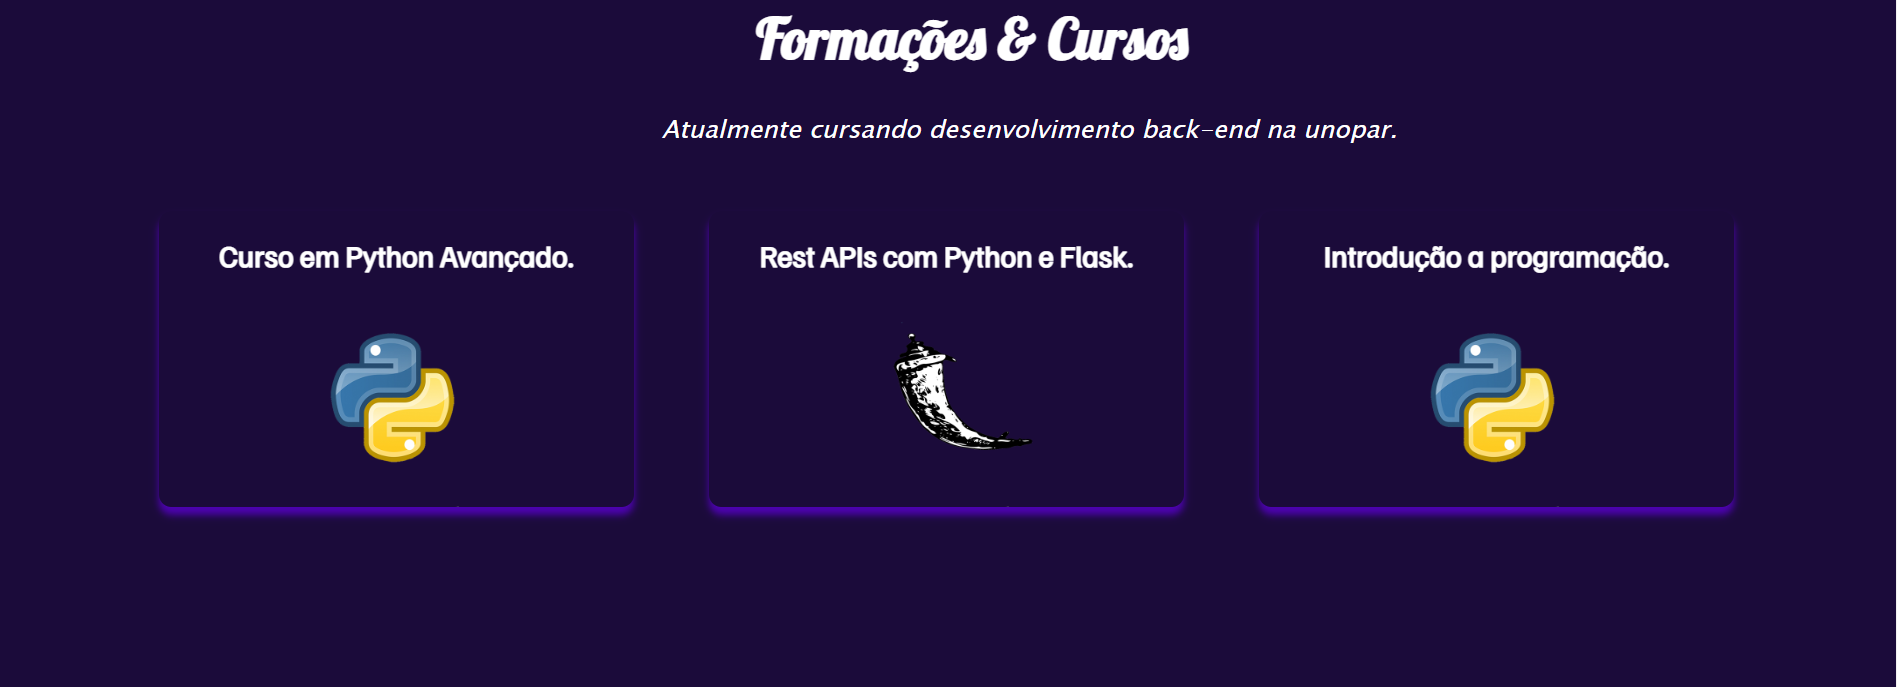 Formações & Cursos
Atualmente cursando desenvolvimento back-end na unopar.
Curso em Python Avançado.
Rest APIs com Python e Flask.
Introdução a programação.